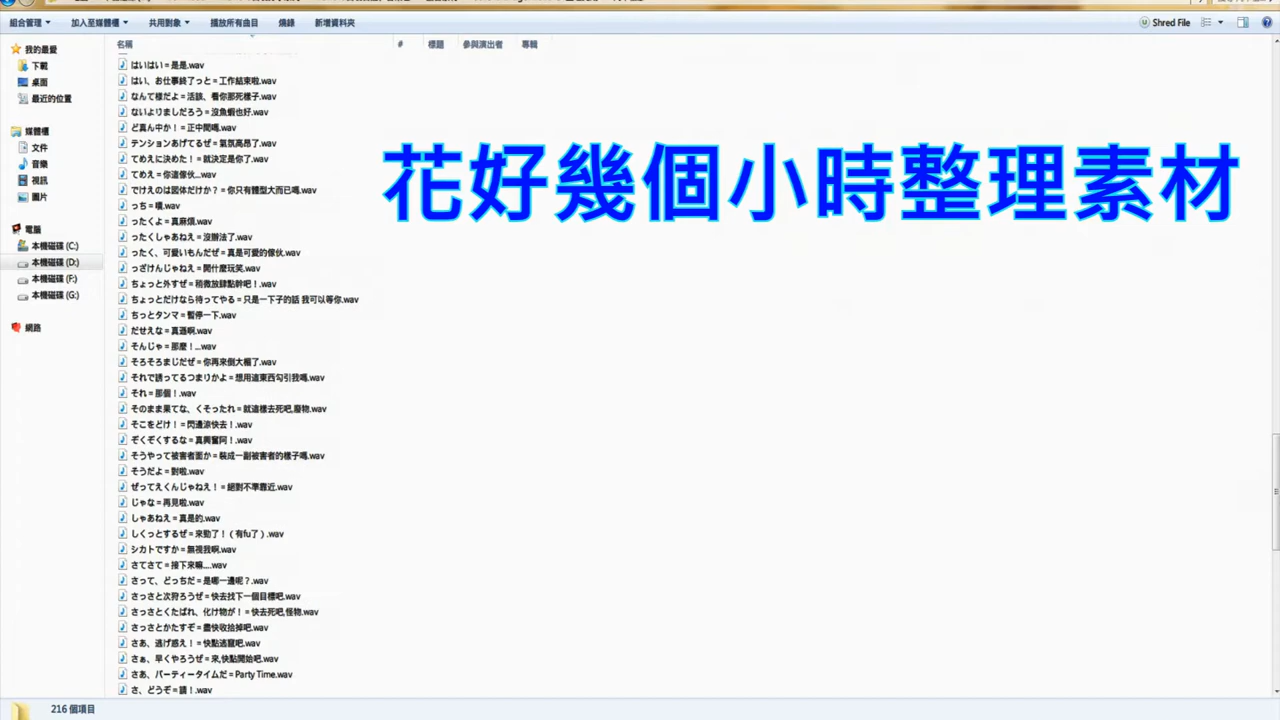 組合管理 加入至媒體櫃 共用對象 播放所有曲目 燒錄 新增資料夾 Shred File
名稱 # 標題 參與演出者 專輯
我的最愛
下載
桌面
最近的位置
媒體櫃
文件
音樂
視訊
圖片
電腦
本機磁碟 (C:)
本機磁碟 (D:)
本機磁碟 (F:)
本機磁碟 (G:)
網路
はいはい = 是是.wav
はい、お仕事終了っと = 工作結束啦.wav
なんて様だよ = 活該、看你那死樣子.wav
ないよりましだろう = 沒魚蝦也好.wav
ど真ん中か！ = 正中間嗎.wav
テンションあげてるぜ = 氣氛高昂了.wav
てめえに決めた！ = 就決定是你了.wav
てめえ = 你這傢伙...wav
でけえのは図体だけか？ = 你只有體型大而已嗎.wav
っち = 嘖.wav
ったくよ = 真麻煩.wav
ったくしゃあねえ = 沒辦法了.wav
ったく、可愛いもんだぜ = 真是可愛的傢伙.wav
っざけんじゃねえ = 開什麼玩笑.wav
ちょっと外すぜ = 稍微放肆點幹吧！.wav
ちょっとだけなら待ってやる = 只是一下子的話 我可以等你.wav
ちっとタンマ = 暫停一下.wav
だせえな = 真遜啊.wav
そんじゃ = 那麼！...wav
そろそろまじだぜ = 你再來倒大楣了.wav
それで誘ってるつまりかよ = 想用這東西勾引我嗎.wav
それ = 那個！.wav
そのまま果てな、くそったれ = 就這樣去死吧,廢物.wav
そこをどけ！ = 閃邊涼快去！.wav
ぞくぞくするな = 真興奮阿！.wav
そうやって被害者面か = 裝成一副被害者的樣子嗎.wav
そうだよ = 對啦.wav
ぜってえくんじゃねえ！ = 絕對不準靠近.wav
じゃな = 再見啦.wav
しゃあねえ = 真是的.wav
しくっとするぜ = 來勁了！（有fu了）.wav
シカトですか = 無視我啊.wav
さてさて = 接下來嘛....wav
さって、どっちだ = 是哪一邊呢？.wav
さっさと次狩ろうぜ = 快去找下一個目標吧.wav
さっさとくたばれ、化け物が！ = 快去死吧,怪物.wav
さっさとかたすぞ = 盡快收拾掉吧.wav
さあ、逃げ惑え！ = 快點逃竄吧.wav
さぁ、早くやろうぜ = 來,快點開始吧.wav
さあ、パーティータイムだ = Party Time.wav
さ、どうぞ = 請！.wav
花好幾個小時整理素材
216 個項目